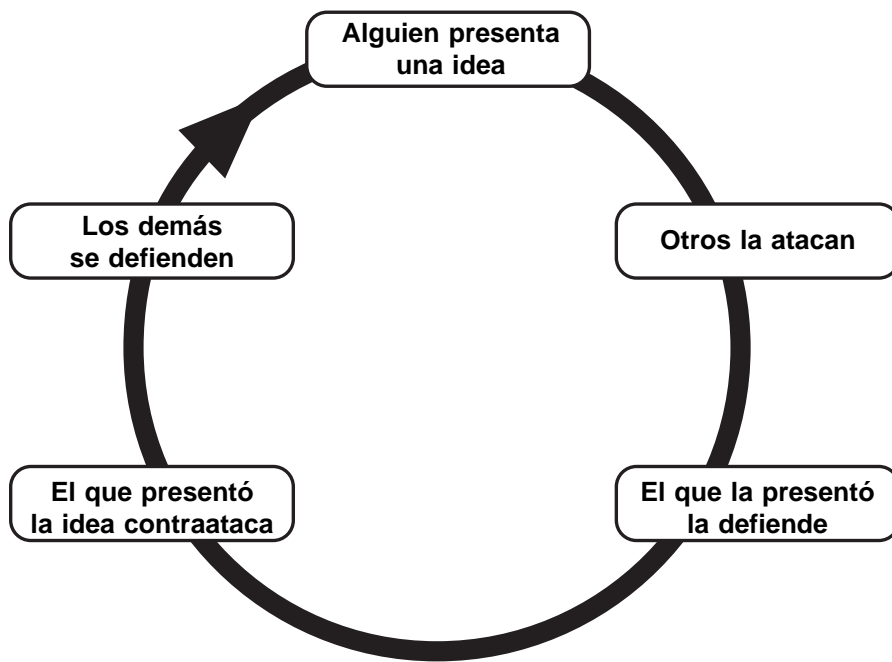 Alguien presenta
una idea
Otros la atacan
El que la presentó
la defiende
El que presentó
la idea contraataca
Los demás
se defienden